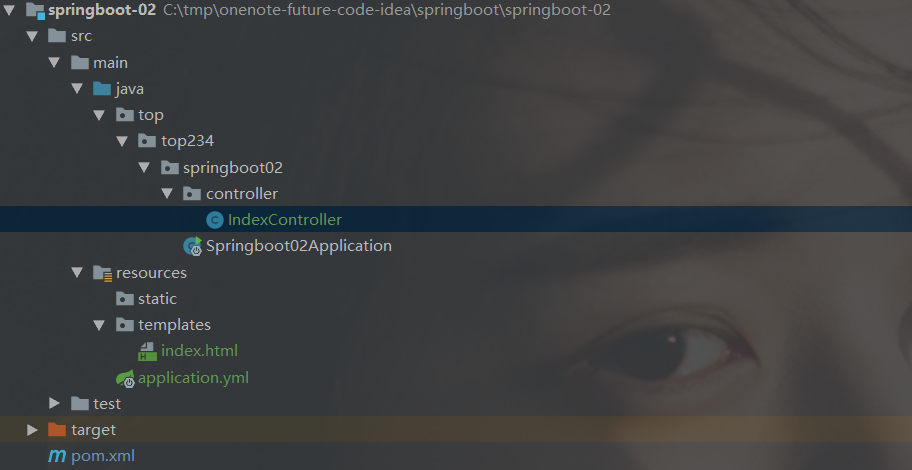 springboot-02 C:\tmp\onenote-future-code-idea\springboot\springboot-02
src
main
java
top
top234
springboot02
controller
C IndexController
Springboot02Application
resources
static
templates
H index.html
application.yml
test
target
m pom.xml